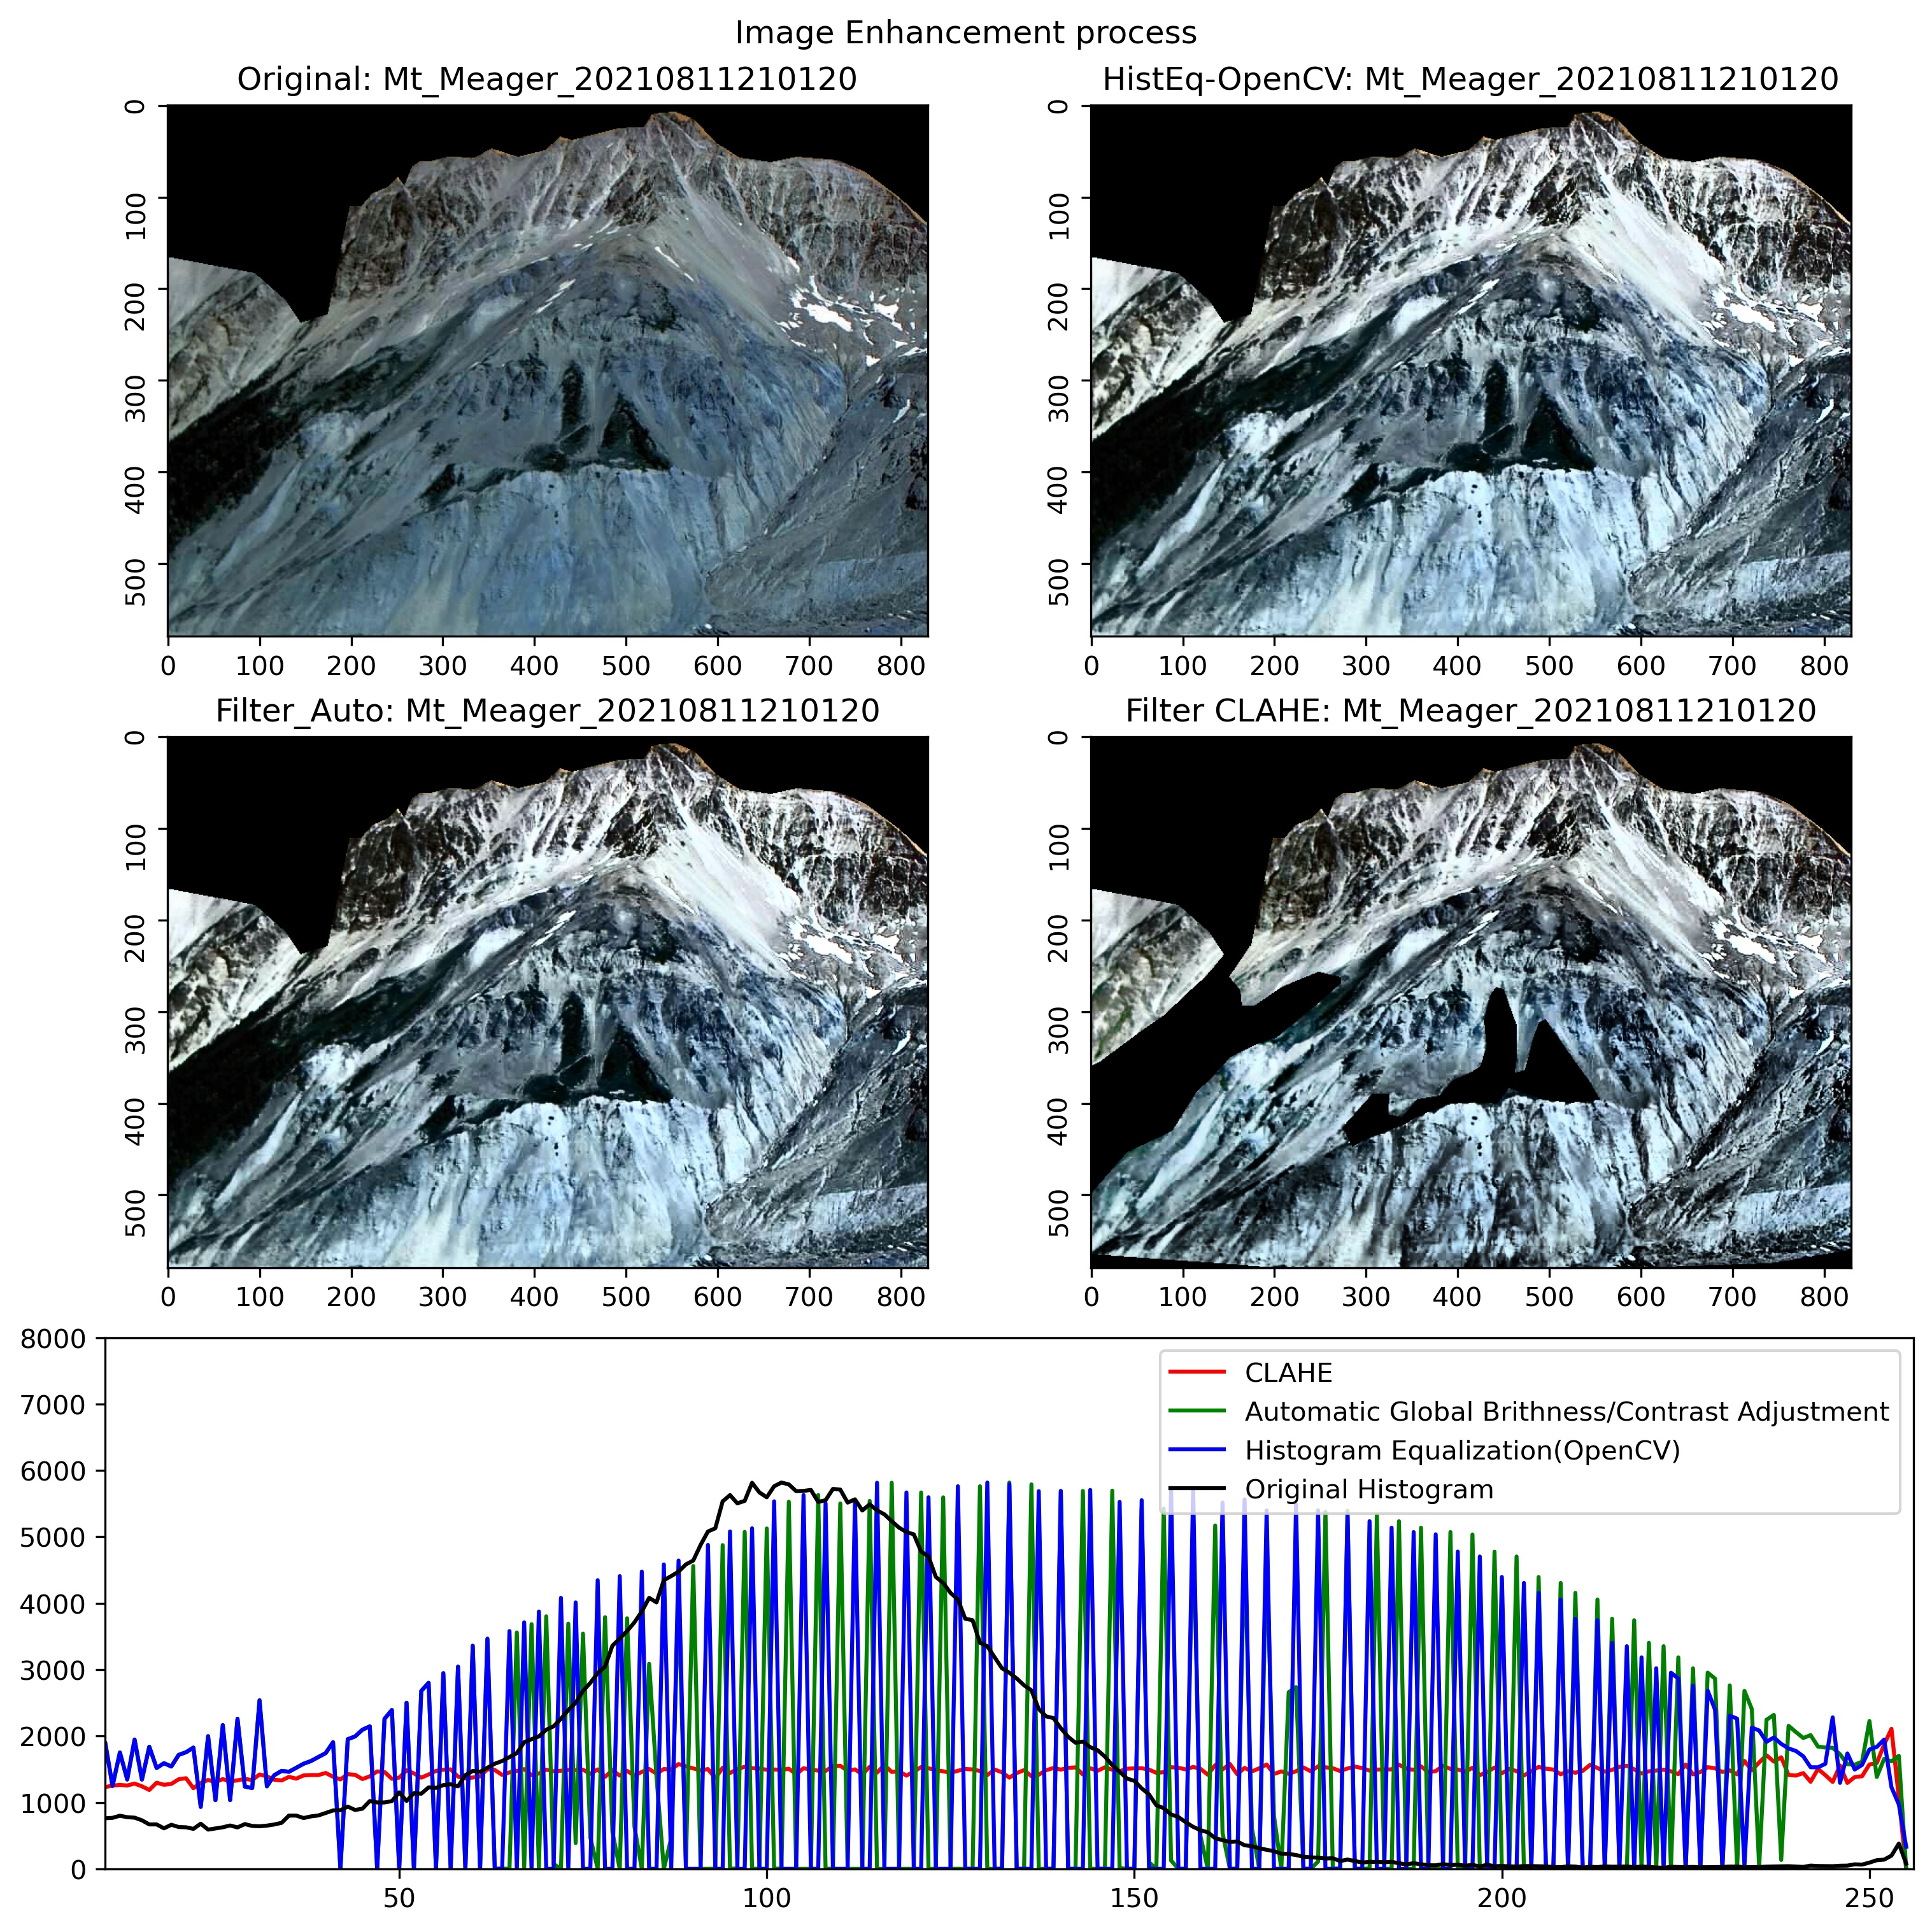 Image Enhancement process
Original: Mt_Meager_20210811210120
HistEq-OpenCV: Mt_Meager_20210811210120
0
100
200
300
400
500
0 100 200 300 400 500 600 700 800
0
100
200
300
400
500
0 100 200 300 400 500 600 700 800
Filter_Auto: Mt_Meager_20210811210120
Filter CLAHE: Mt_Meager_20210811210120
0
100
200
300
400
500
0 100 200 300 400 500 600 700 800
0
100
200
300
400
500
0 100 200 300 400 500 600 700 800
8000
7000
6000
5000
4000
3000
2000
1000
0
CLAHE
Automatic Global Brithness/Contrast Adjustment
Histogram Equalization(OpenCV)
Original Histogram
50 100 150 200 250